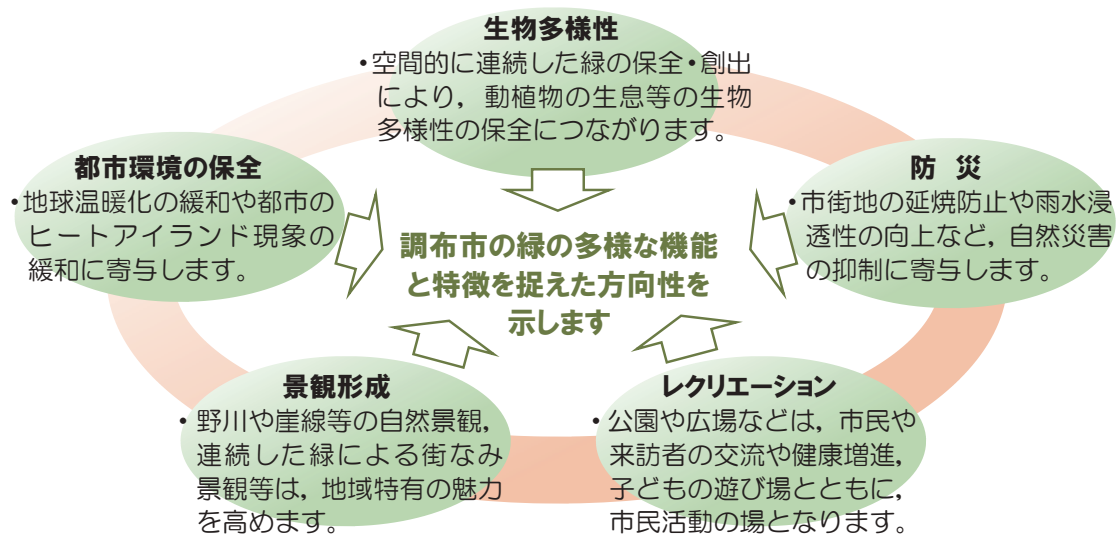 生物多様性
・空間的に連続した緑の保全・創出
により，動植物の生息等の生物
多様性の保全につながります。
都市環境の保全
・地球温暖化の緩和や都市の
ヒートアイランド現象の
緩和に寄与します。
防 災
・市街地の延焼防止や雨水浸
透性の向上など，自然災害
の抑制に寄与します。
調布市の緑の多様な機能
と特徴を捉えた方向性を
示します
景観形成
・野川や崖線等の自然景観，
連続した緑による街なみ
景観等は，地域特有の魅力
を高めます。
レクリエーション
・公園や広場などは，市民や
来訪者の交流や健康増進，
子どもの遊び場とともに，
市民活動の場となります。